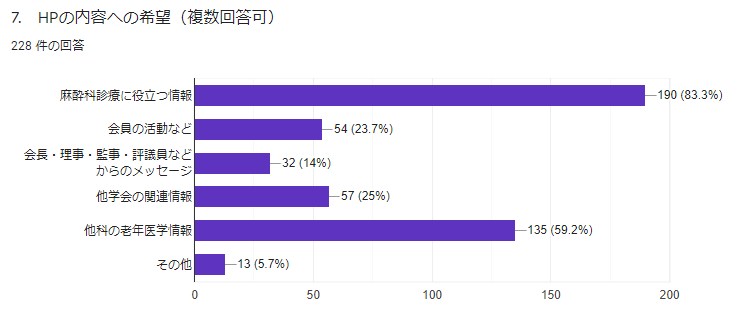 7. HPの内容への希望（複数回答可）
228 件の回答
麻酔科診療に役立つ情報
190 (83.3%)
会員の活動など
54 (23.7%)
会長・理事・監事・評議員など
からのメッセージ
32 (14%)
他学会の関連情報
57 (25%)
他科の老年医学情報
135 (59.2%)
その他
13 (5.7%)
0 50 100 150 200